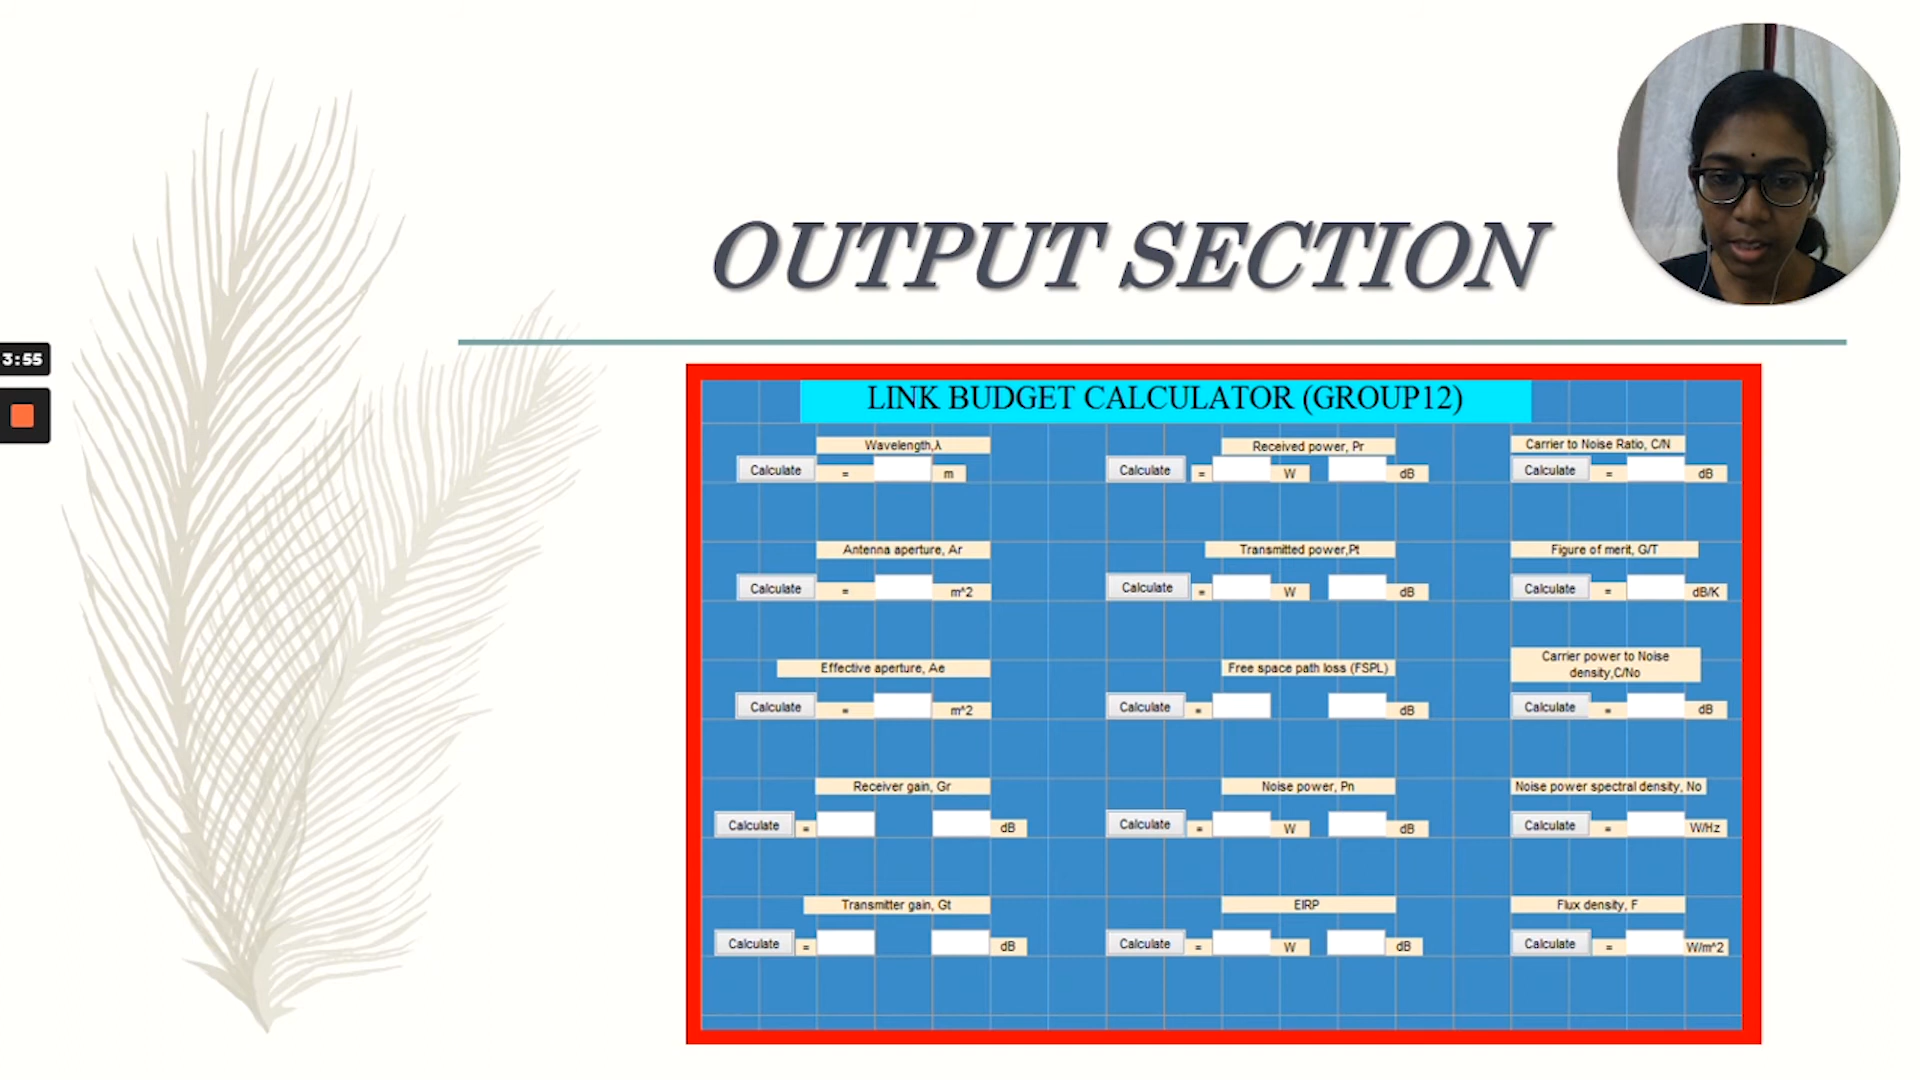 OUTPUT SECTION
3:55
LINK BUDGET CALCULATOR (GROUP12)
Wavelength,λ
Calculate = m
Received power, Pr
Calculate = W dB
Carrier to Noise Ratio, C/N
Calculate = dB
Antenna aperture, Ar
Calculate = m^2
Transmitted power,Pt
Calculate = W dB
Figure of merit, G/T
Calculate = dB/K
Effective aperture, Ae
Calculate = m^2
Free space path loss (FSPL)
Calculate = dB
Carrier power to Noise
density,C/No
Calculate = dB
Receiver gain, Gr
Calculate = dB
Noise power, Pn
Calculate = W dB
Noise power spectral density, No
Calculate = W/Hz
Transmitter gain, Gt
Calculate = dB
EIRP
Calculate = W dB
Flux density, F
Calculate = W/m^2